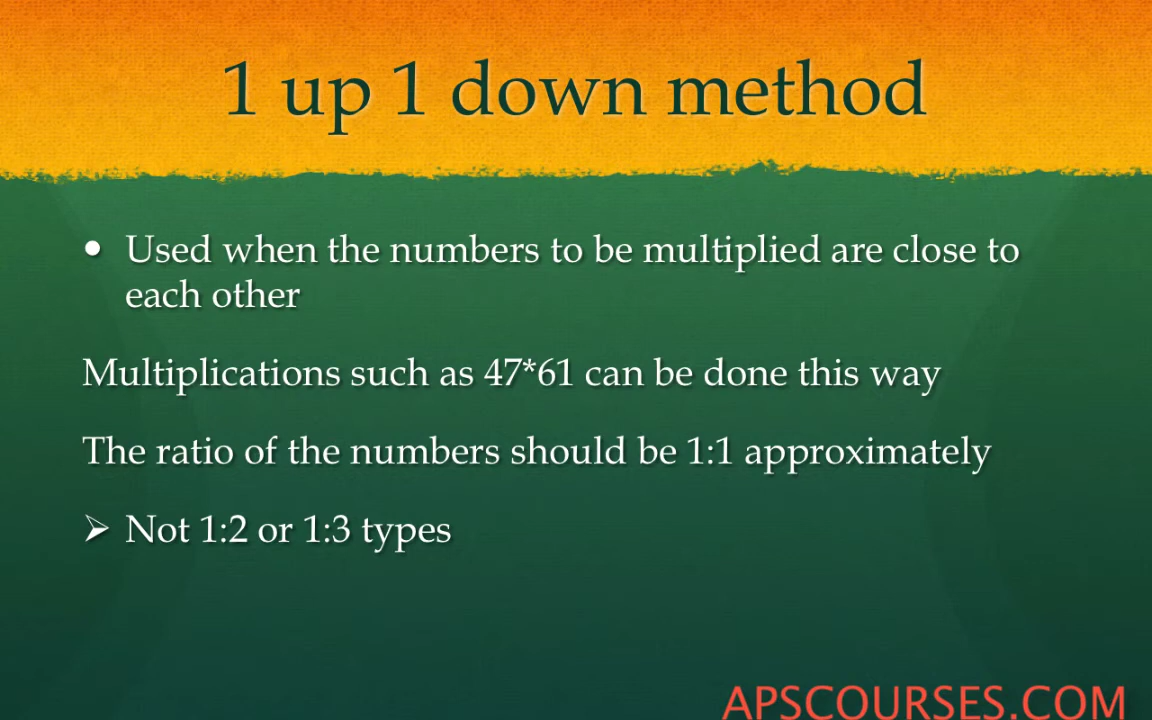 1 up 1 down method
• Used when the numbers to be multiplied are close to
each other
Multiplications such as 47*61 can be done this way
The ratio of the numbers should be 1:1 approximately
➢ Not 1:2 or 1:3 types
APSCOURSES.COM